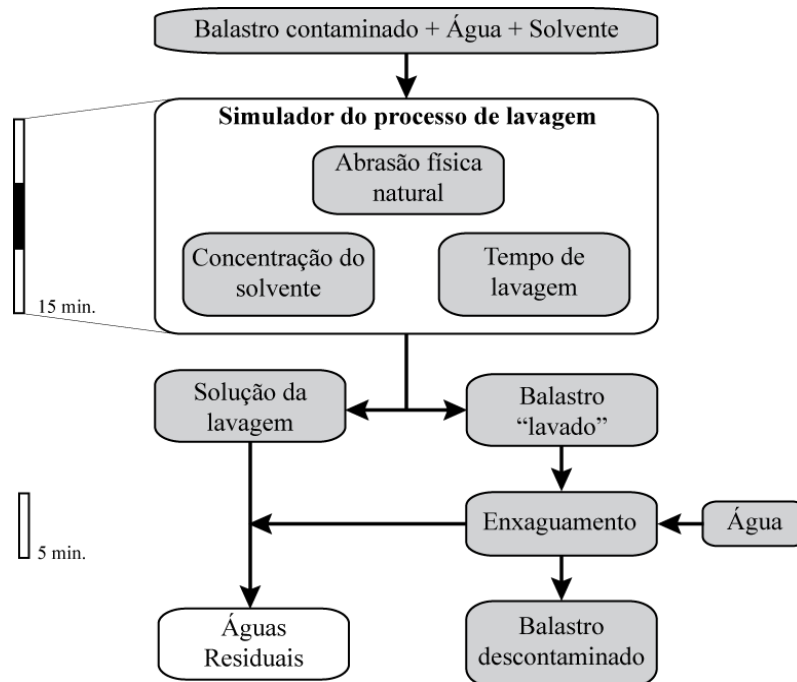 Balastro contaminado + Água + Solvente
Simulador do processo de lavagem
Abrasão física
natural
Concentração do
solvente
Tempo de
lavagem
15 min.
Solução da
lavagem
Balastro
“lavado”
Enxaguamento
Água
5 min.
Águas
Residuais
Balastro
descontaminado